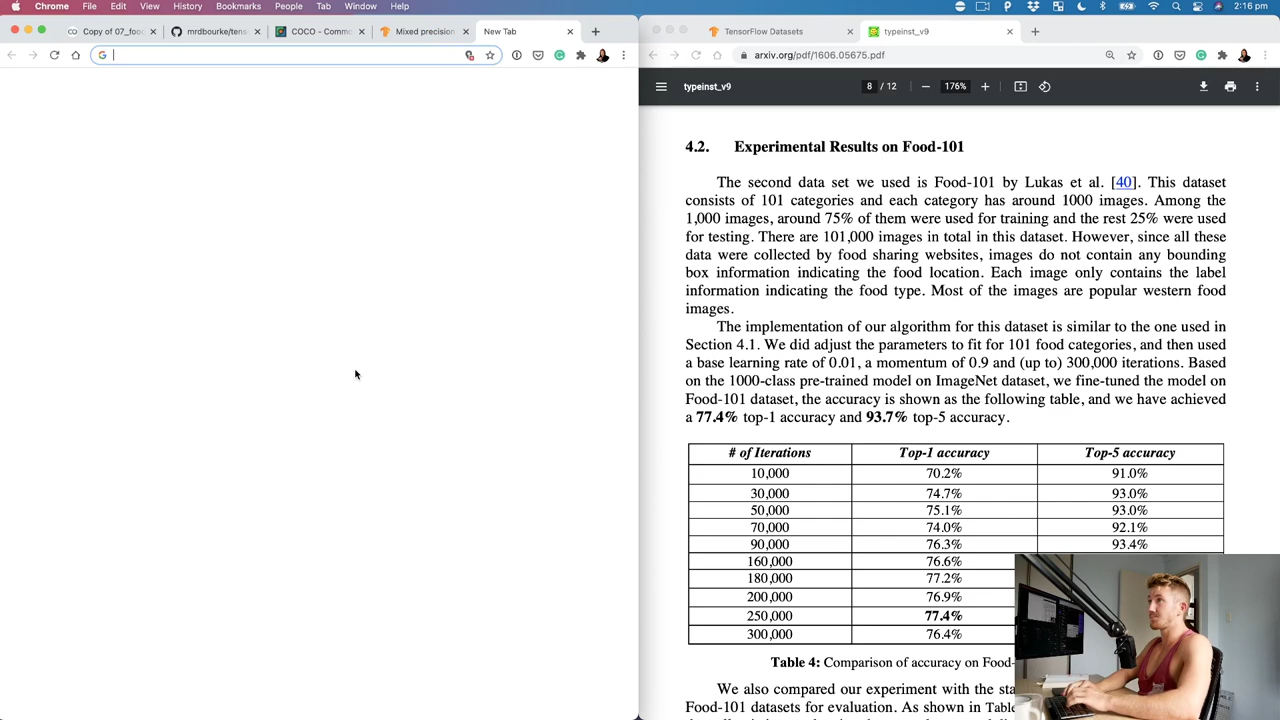 Chrome File Edit View History Bookmarks People Tab Window Help 2:16 pm
Copy of 07_foo
mrdbourke/tens
COCO - Commo
Mixed precision
New Tab
TensorFlow Datasets
typeinst_v9
arxiv.org/pdf/1606.05675.pdf
typeinst_v9 8 / 12 176%
4.2. Experimental Results on Food-101
The second data set we used is Food-101 by Lukas et al. [40]. This dataset
consists of 101 categories and each category has around 1000 images. Among the
1,000 images, around 75% of them were used for training and the rest 25% were used
for testing. There are 101,000 images in total in this dataset. However, since all these
data were collected by food sharing websites, images do not contain any bounding
box information indicating the food location. Each image only contains the label
information indicating the food type. Most of the images are popular western food
images.
The implementation of our algorithm for this dataset is similar to the one used in
Section 4.1. We did adjust the parameters to fit for 101 food categories, and then used
a base learning rate of 0.01, a momentum of 0.9 and (up to) 300,000 iterations. Based
on the 1000-class pre-trained model on ImageNet dataset, we fine-tuned the model on
Food-101 dataset, the accuracy is shown as the following table, and we have achieved
a 77.4% top-1 accuracy and 93.7% top-5 accuracy.
# of Iterations Top-1 accuracy Top-5 accuracy
10,000 70.2% 91.0%
30,000 74.7% 93.0%
50,000 75.1% 93.0%
70,000 74.0% 92.1%
90,000 76.3% 93.4%
160,000 76.6%
180,000 77.2%
200,000 76.9%
250,000 77.4%
300,000 76.4%
Table 4: Comparison of accuracy on Food-
We also compared our experiment with the sta
Food-101 datasets for evaluation. As shown in Table